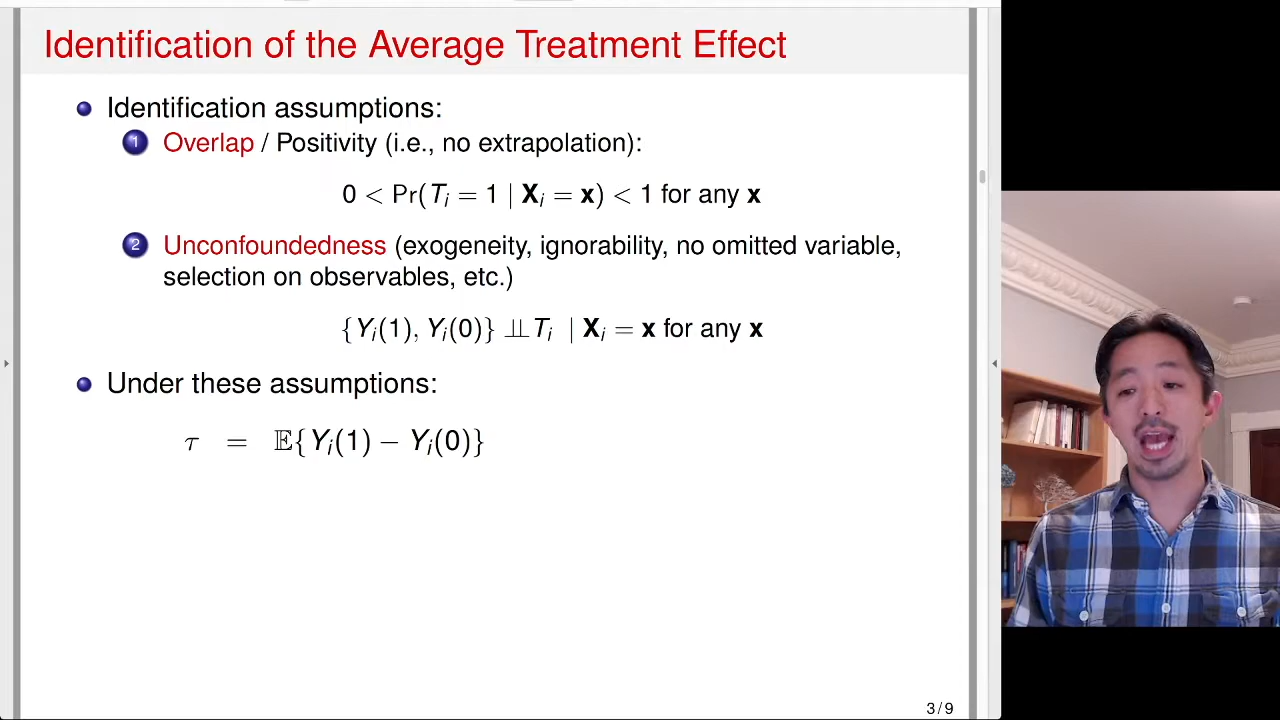 Identification of the Average Treatment Effect
Identification assumptions:
1 Overlap / Positivity (i.e., no extrapolation):
0 < Pr(Tᵢ = 1 | Xᵢ = x) < 1 for any x
2 Unconfoundedness (exogeneity, ignorability, no omitted variable,
selection on observables, etc.)
{Yᵢ(1), Yᵢ(0)} ⫫ Tᵢ | Xᵢ = x for any x
Under these assumptions:
τ = 𝔼{Yᵢ(1) − Yᵢ(0)}
3 / 9